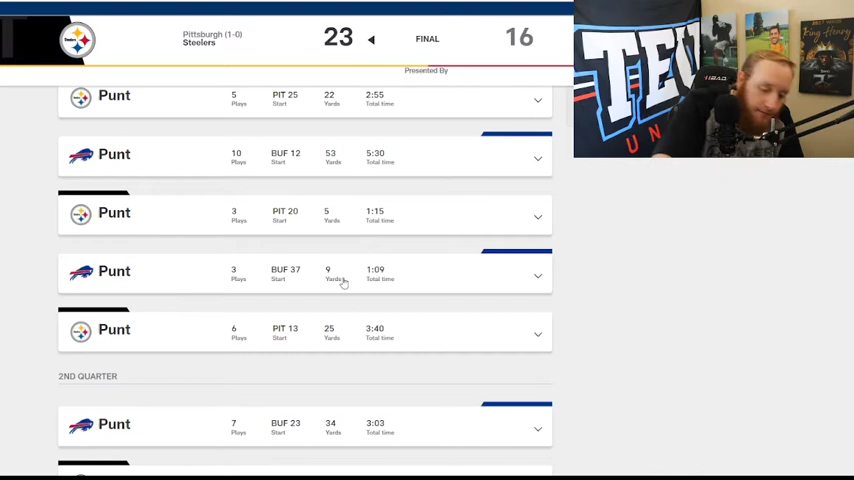 Pittsburgh (1-0)
Steelers
23
FINAL
16
Presented By
Punt
5 PIT 25 22 2:55
Plays Start Yards Total time
Punt
10 BUF 12 53 5:30
Plays Start Yards Total time
Punt
3 PIT 20 5 1:15
Plays Start Yards Total time
Punt
3 BUF 37 9 1:09
Plays Start Yards Total time
Punt
6 PIT 13 25 3:40
Plays Start Yards Total time
2ND QUARTER
Punt
7 BUF 23 34 3:03
Plays Start Yards Total time
King Henry